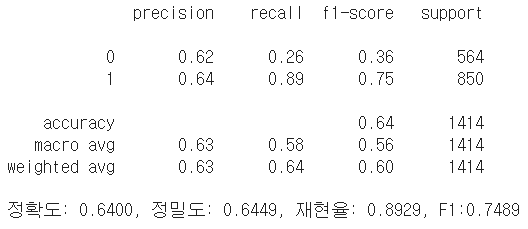 precision recall f1-score support
0 0.62 0.26 0.36 564
1 0.64 0.89 0.75 850
accuracy 0.64 1414
macro avg 0.63 0.58 0.56 1414
weighted avg 0.63 0.64 0.60 1414
정확도: 0.6400, 정밀도: 0.6449, 재현율: 0.8929, F1:0.7489